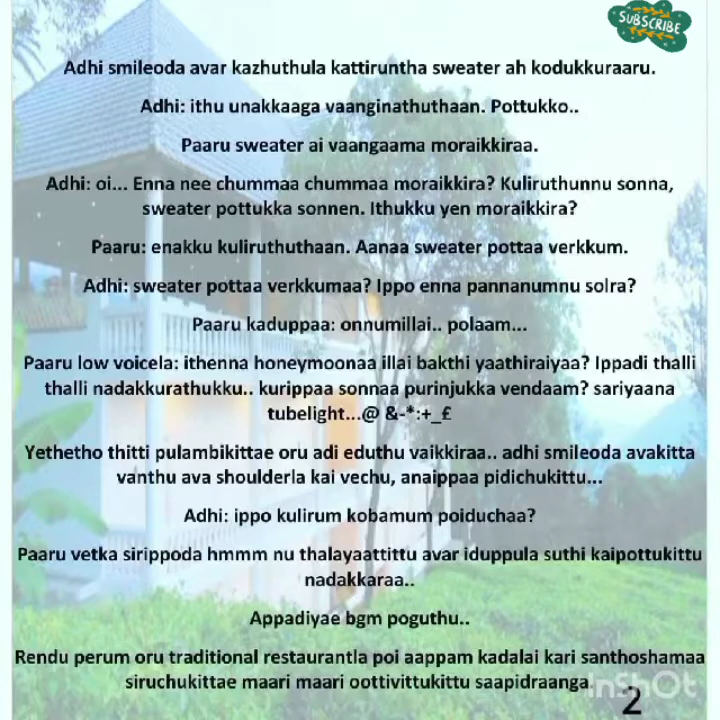 SUBSCRIBE
Adhi smileoda avar kazhuthula kattiruntha sweater ah kodukkuraaru.
Adhi: ithu unakkaaga vaanginathuthaan. Pottukko..
Paaru sweater ai vaangaama moraikkiraa.
Adhi: oi... Enna nee chummaa chummaa moraikkira? Kuliruthunnu sonna,
sweater pottukka sonnen. Ithukku yen moraikkira?
Paaru: enakku kuliruthuthaan. Aanaa sweater pottaa verkkum.
Adhi: sweater pottaa verkkumaa? Ippo enna pannanumnu solra?
Paaru kaduppaa: onnumillai.. polaam...
Paaru low voicela: ithenna honeymoonaa illai bakthi yaathiraiyaa? Ippadi thalli
thalli nadakkurathukku.. kurippaa sonnaa purinjukka vendaam? sariyaana
tubelight...@ &-*:+_£
Yethetho thitti pulambikittae oru adi eduthu vaikkiraa.. adhi smileoda avakitta
vanthu ava shoulderla kai vechu, anaippaa pidichukittu...
Adhi: ippo kulirum kobamum poiduchaa?
Paaru vetka sirippoda hmmm nu thalayaattittu avar iduppula suthi kaipottukittu
nadakkaraa..
Appadiyae bgm poguthu..
Rendu perum oru traditional restaurantla poi aappam kadalai kari santhoshamaa
siruchukittae maari maari oottivittukittu saapidraanga.
InShOt
2